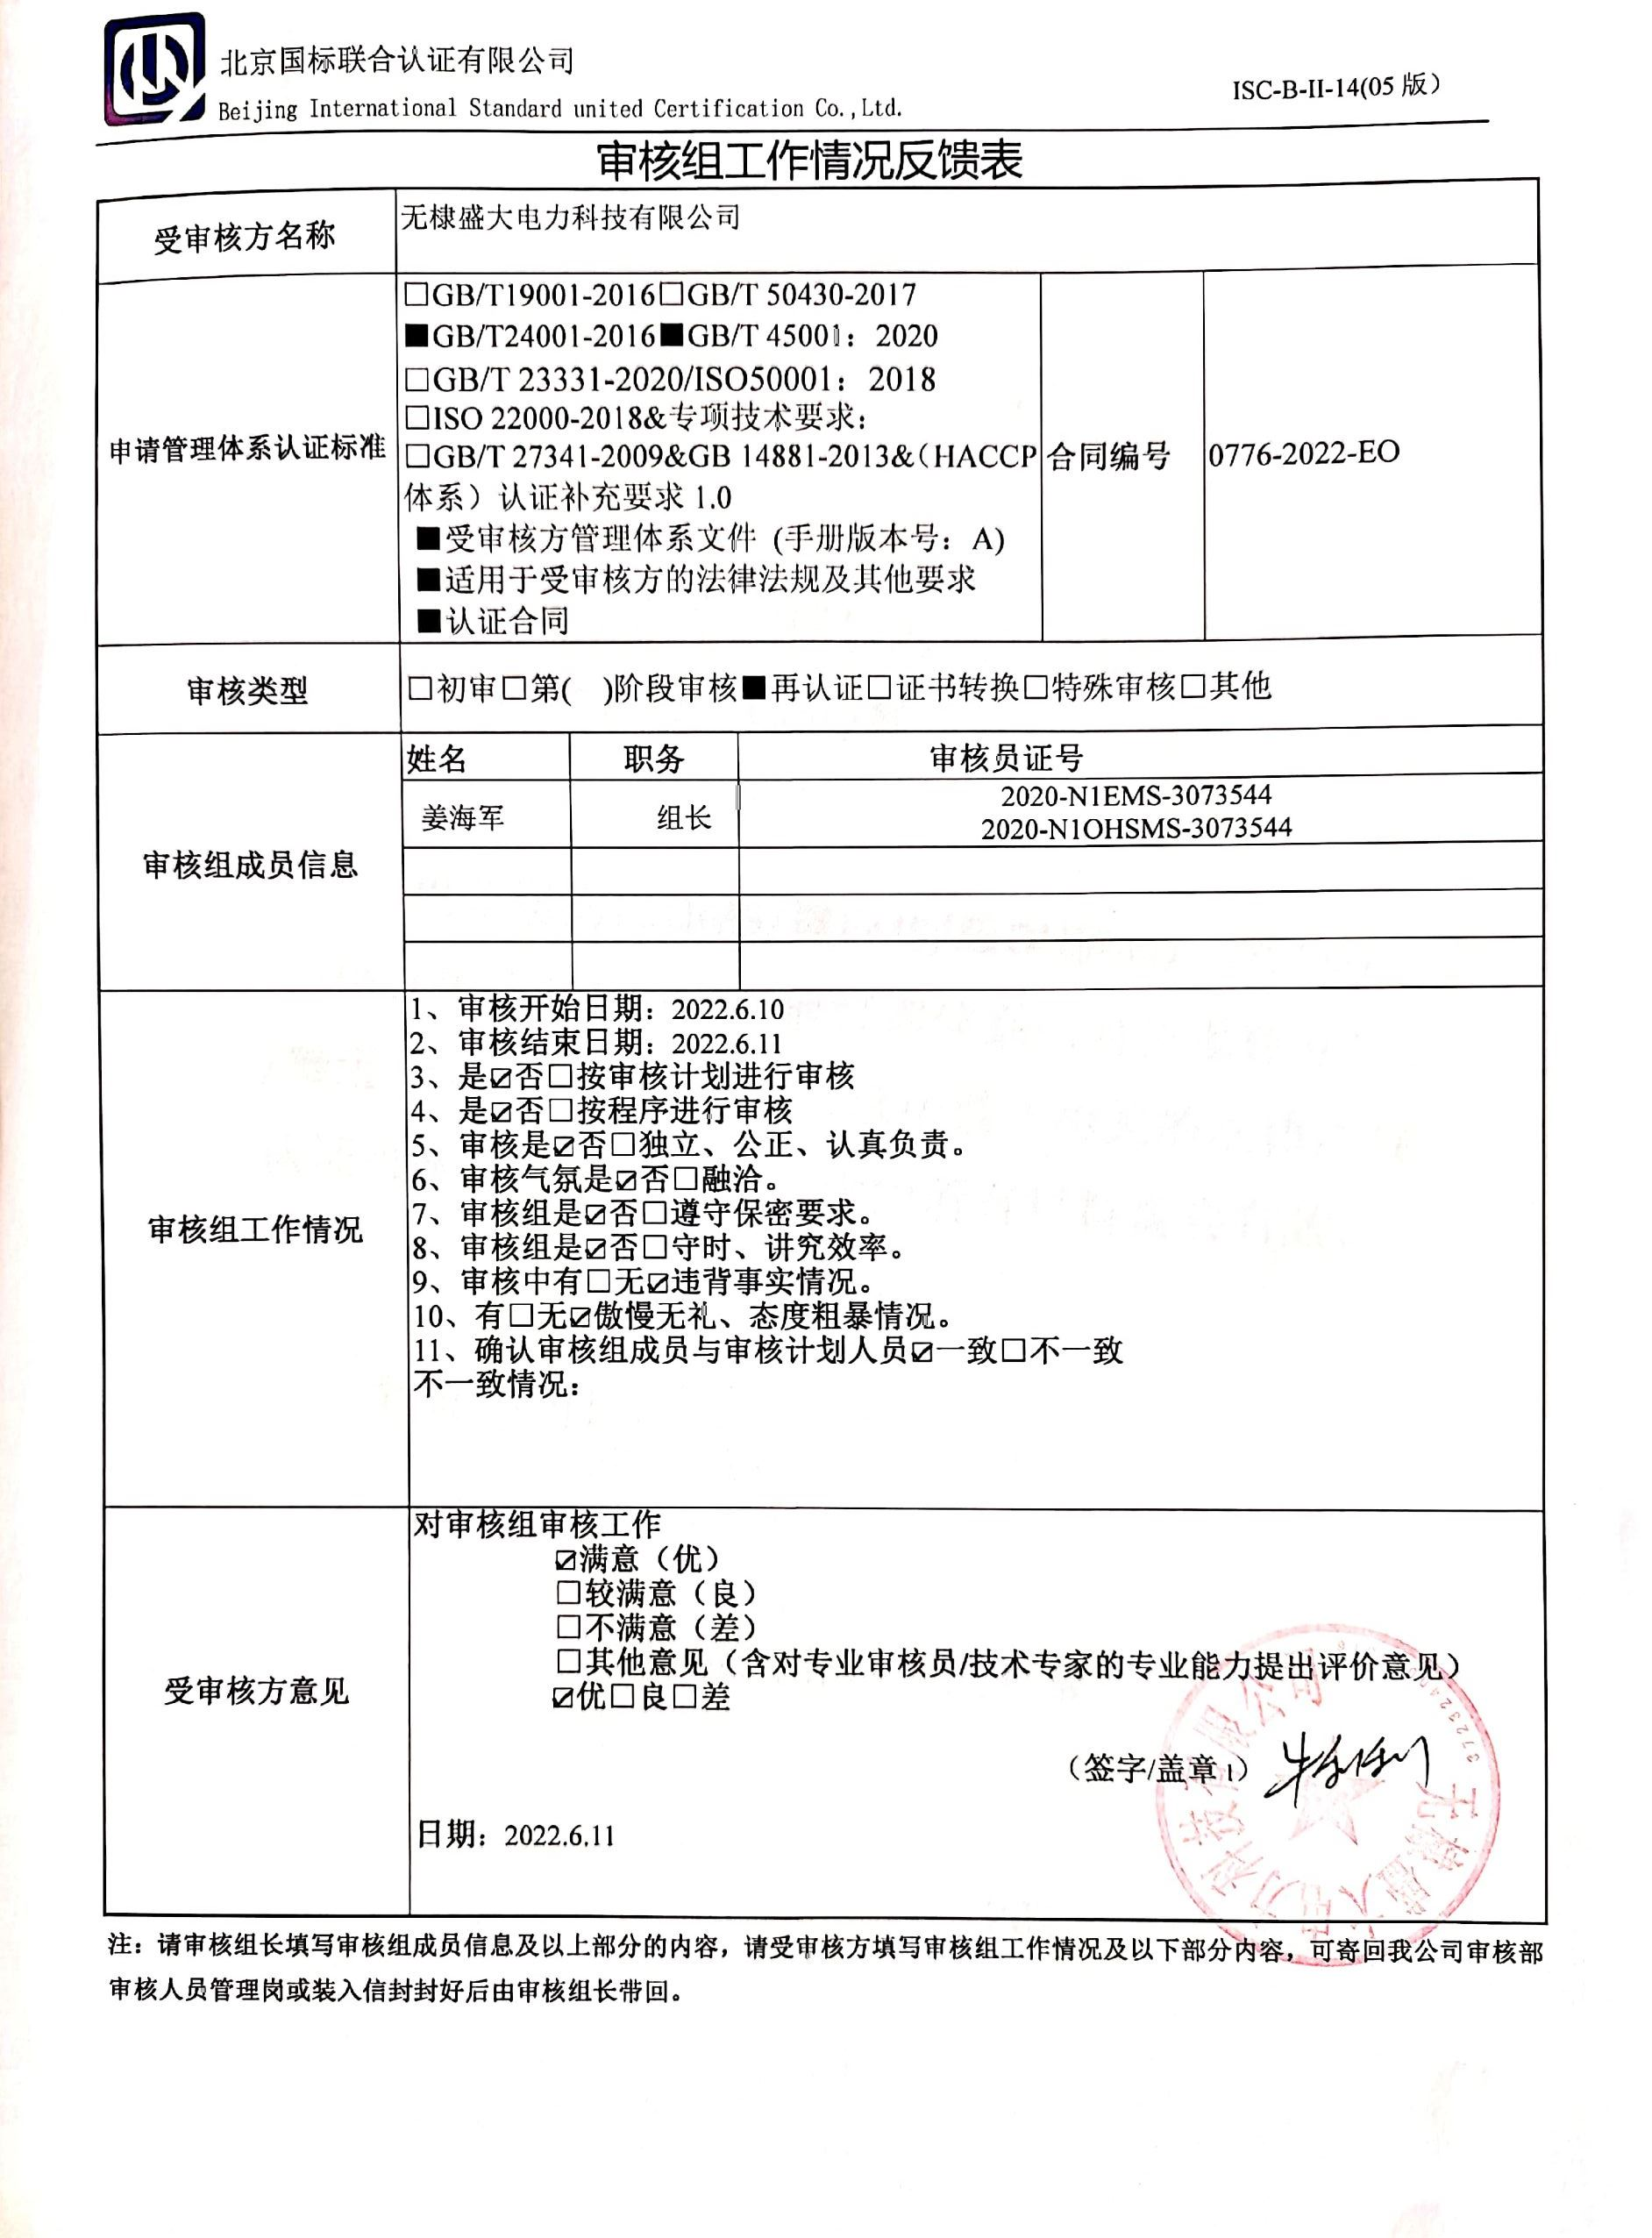 北京国标联合认证有限公司
Beijing International Standard united Certification Co.,Ltd.
ISC-B-II-14(05 版）
审核组工作情况反馈表
受审核方名称
无棣盛大电力科技有限公司
申请管理体系认证标准
□GB/T19001-2016□GB/T 50430-2017
■GB/T24001-2016■GB/T 45001：2020
□GB/T 23331-2020/ISO50001：2018
□ISO 22000-2018&专项技术要求：
□GB/T 27341-2009&GB 14881-2013&（HACCP
体系）认证补充要求 1.0
■受审核方管理体系文件 (手册版本号：A)
■适用于受审核方的法律法规及其他要求
■认证合同
合同编号
0776-2022-EO
审核类型
□初审□第( )阶段审核■再认证□证书转换□特殊审核□其他
审核组成员信息
姓名 职务 审核员证号
姜海军 组长
2020-N1EMS-3073544
2020-N1OHSMS-3073544
审核组工作情况
1、审核开始日期：2022.6.10
2、审核结束日期：2022.6.11
3、是☑否□按审核计划进行审核
4、是☑否□按程序进行审核
5、审核是☑否□独立、公正、认真负责。
6、审核气氛是☑否□融洽。
7、审核组是☑否□遵守保密要求。
8、审核组是☑否□守时、讲究效率。
9、审核中有□无☑违背事实情况。
10、有□无☑傲慢无礼、态度粗暴情况。
11、确认审核组成员与审核计划人员☑一致□不一致
不一致情况：
受审核方意见
对审核组审核工作
☑满意（优）
□较满意（良）
□不满意（差）
□其他意见（含对专业审核员/技术专家的专业能力提出评价意见）
☑优□良□差
（签字/盖章）
日期：2022.6.11
无棣盛大电力科技有限公司
注：请审核组长填写审核组成员信息及以上部分的内容，请受审核方填写审核组工作情况及以下部分内容，可寄回我公司审核部
审核人员管理岗或装入信封封好后由审核组长带回。